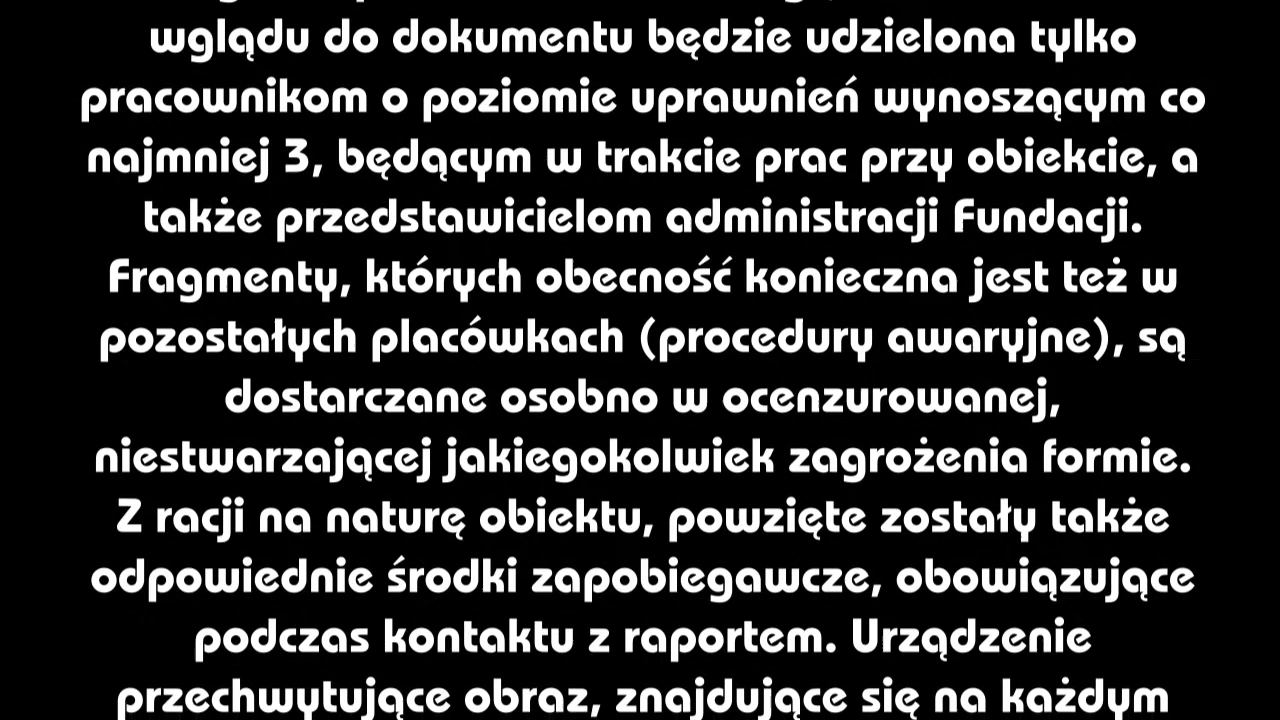 wglądu do dokumentu będzie udzielona tylko
pracownikom o poziomie uprawnień wynoszącym co
najmniej 3, będącym w trakcie prac przy obiekcie, a
także przedstawicielom administracji Fundacji.
Fragmenty, których obecność konieczna jest też w
pozostałych placówkach (procedury awaryjne), są
dostarczane osobno w ocenzurowanej,
niestwarzającej jakiegokolwiek zagrożenia formie.
Z racji na naturę obiektu, powzięte zostały także
odpowiednie środki zapobiegawcze, obowiązujące
podczas kontaktu z raportem. Urządzenie
przechwytujące obraz, znajdujące się na każdym